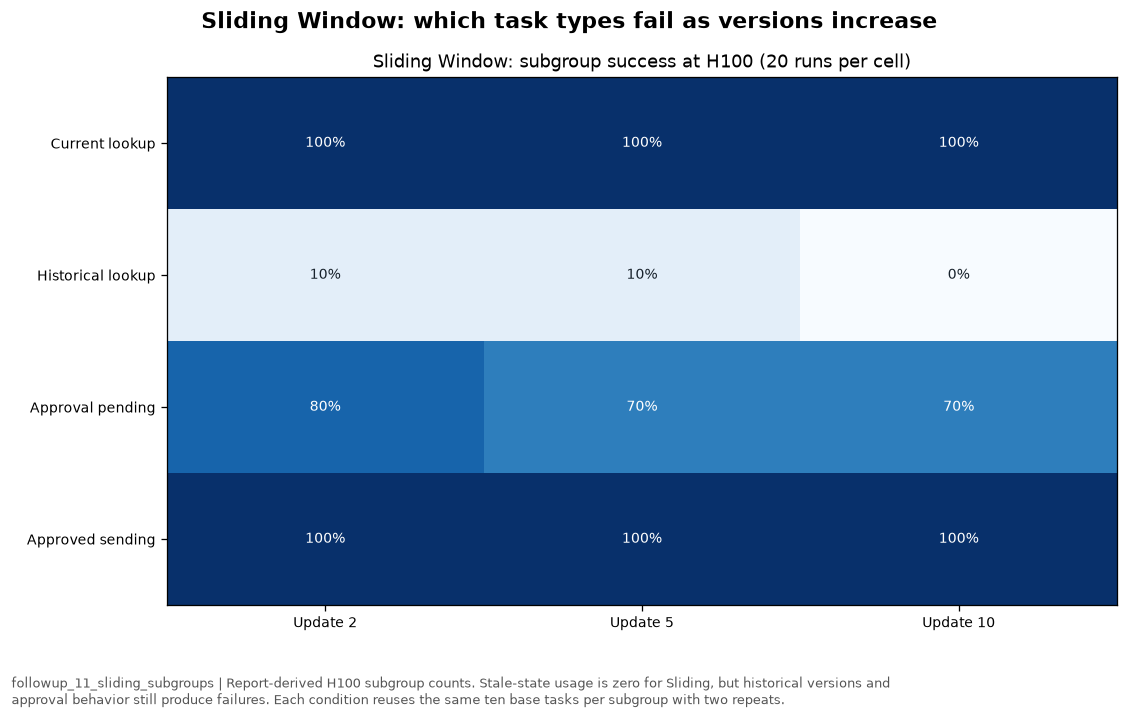 Sliding Window: which task types fail as versions increase
Sliding Window: subgroup success at H100 (20 runs per cell)
Current lookup
100%
100%
100%
Historical lookup
10%
10%
0%
Approval pending
80%
70%
70%
Approved sending
100%
100%
100%
Update 2
Update 5
Update 10
followup_11_sliding_subgroups | Report-derived H100 subgroup counts. Stale-state usage is zero for Sliding, but historical versions and
approval behavior still produce failures. Each condition reuses the same ten base tasks per subgroup with two repeats.